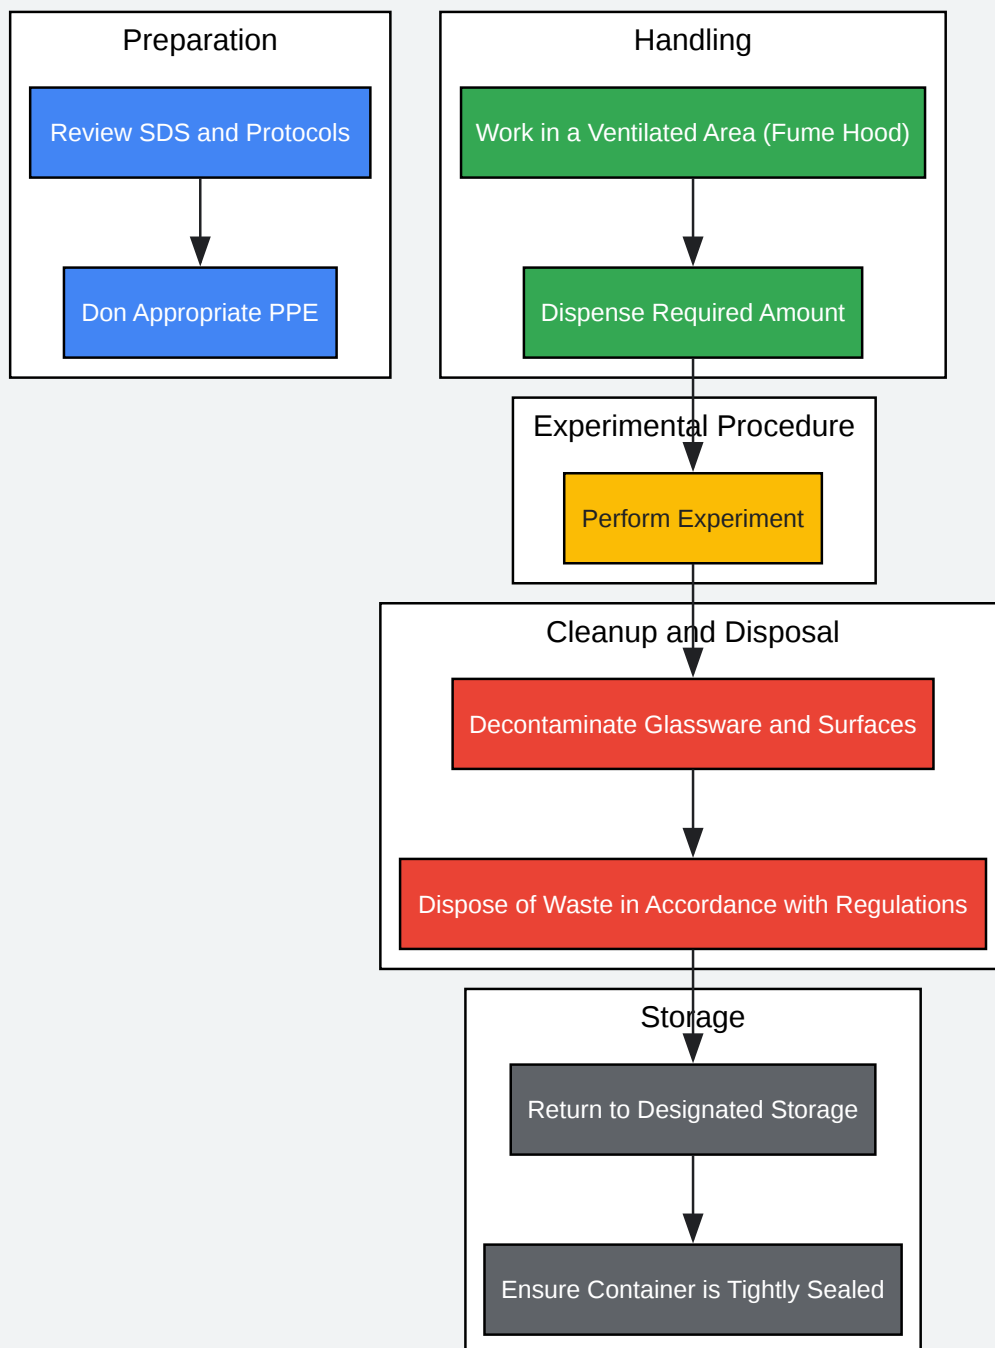 Preparation
Review SDS and Protocols
Don Appropriate PPE
Handling
Work in a Ventilated Area (Fume Hood)
Dispense Required Amount
Experimental Procedure
Perform Experiment
Cleanup and Disposal
Decontaminate Glassware and Surfaces
Dispose of Waste in Accordance with Regulations
Storage
Return to Designated Storage
Ensure Container is Tightly Sealed